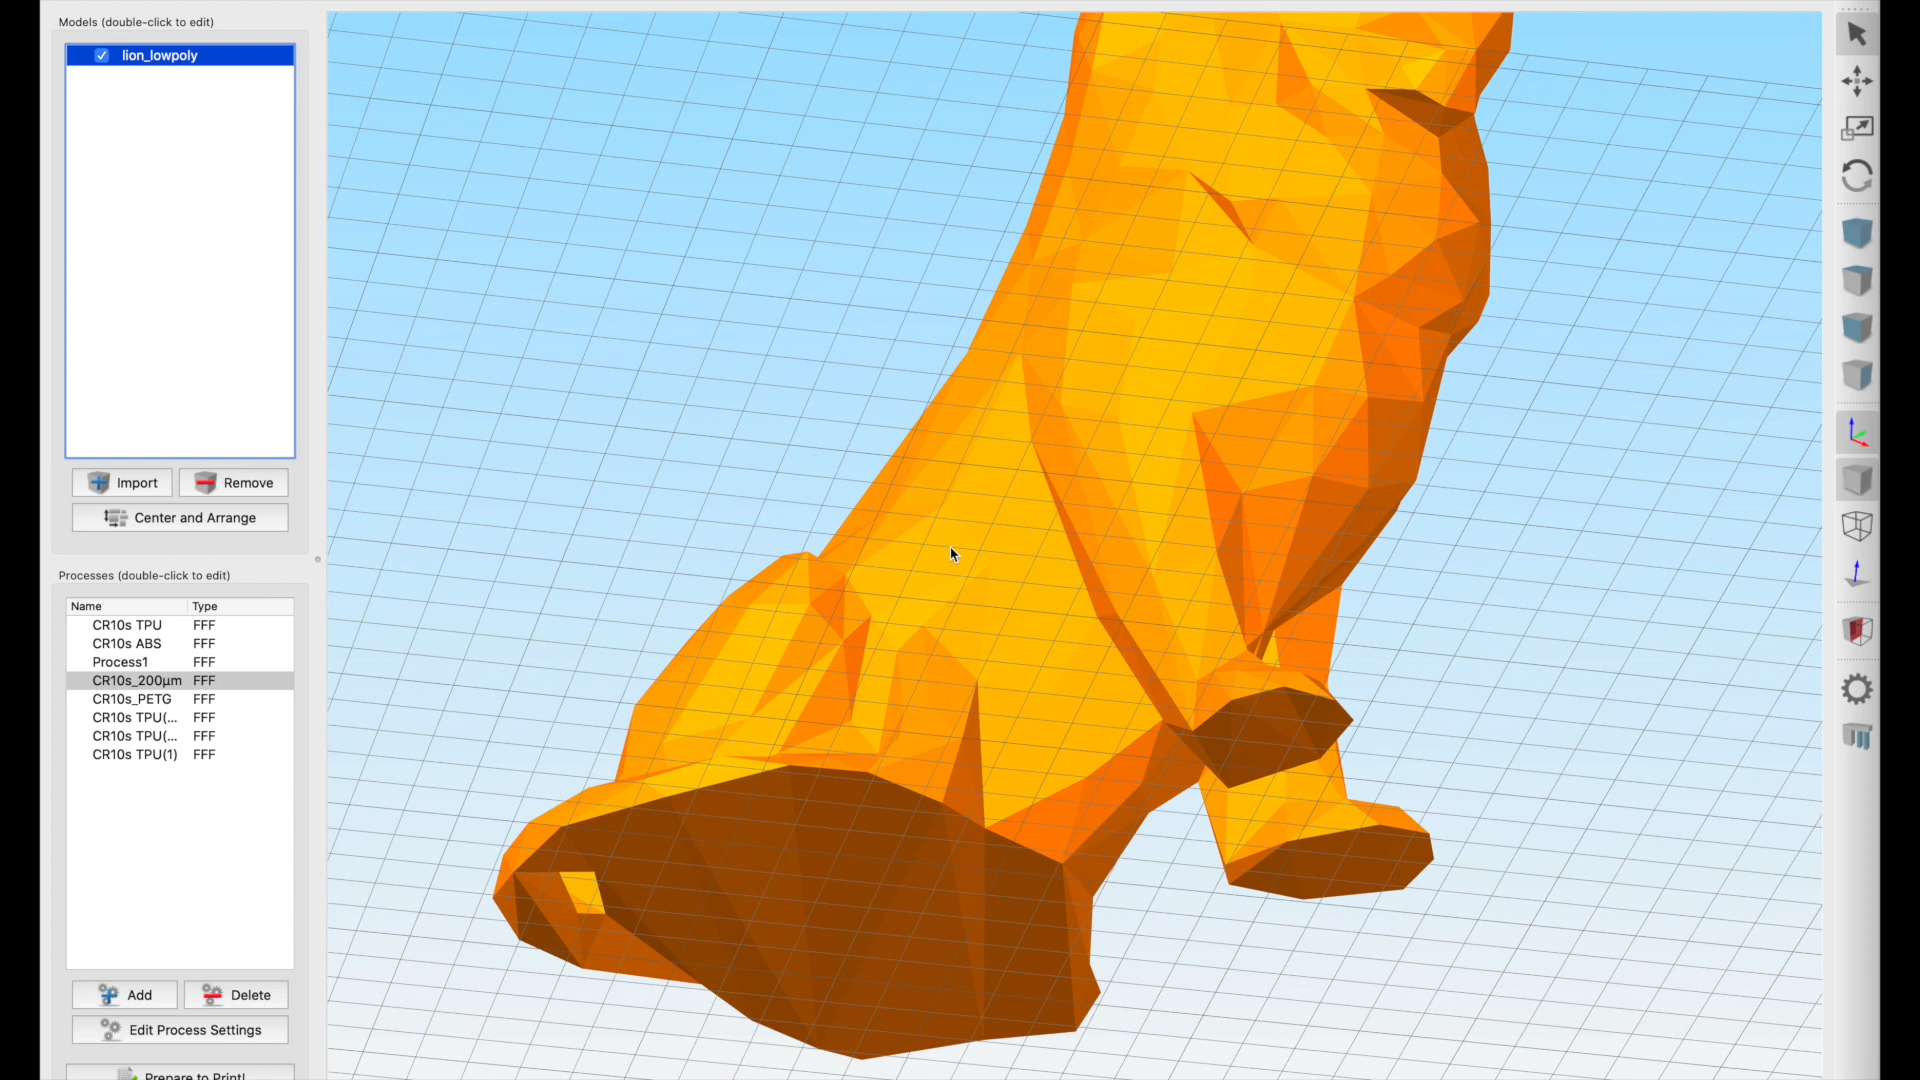 Models (double-click to edit)
lion_lowpoly
Import
Remove
Center and Arrange
Processes (double-click to edit)
Name Type
CR10s TPU FFF
CR10s ABS FFF
Process1 FFF
CR10s_200µm FFF
CR10s_PETG FFF
CR10s TPU(... FFF
CR10s TPU(... FFF
CR10s TPU(1) FFF
Add
Delete
Edit Process Settings
Prepare to Print!